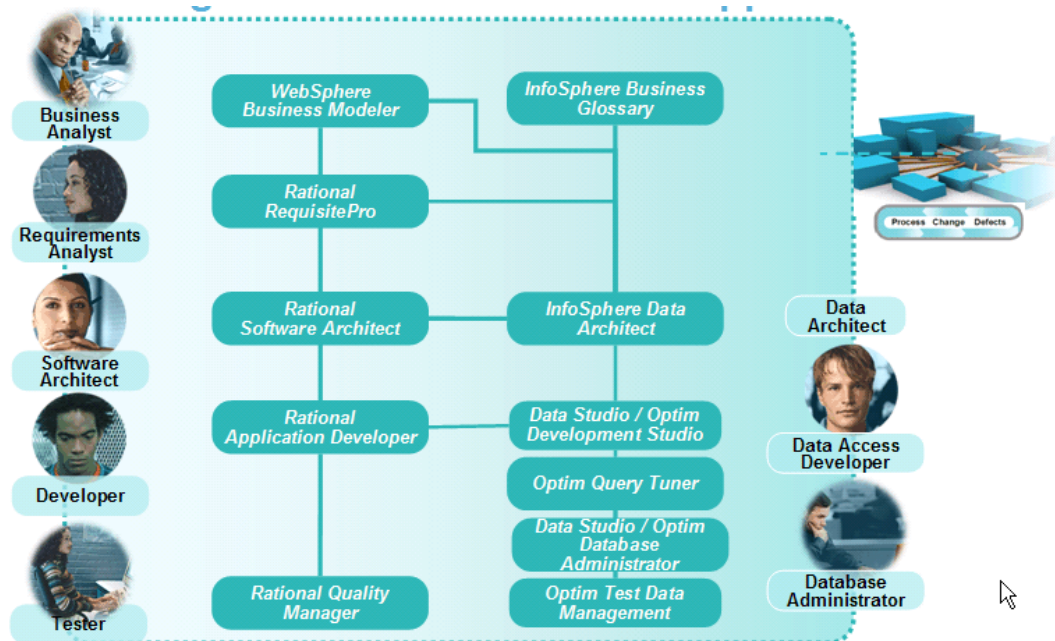 Business
Analyst
Requirements
Analyst
Software
Architect
Developer
Tester
WebSphere
Business Modeler
Rational
RequisitePro
Rational
Software Architect
Rational
Application Developer
Rational Quality
Manager
InfoSphere Business
Glossary
InfoSphere Data
Architect
Data Studio / Optim
Development Studio
Optim Query Tuner
Data Studio / Optim
Database
Administrator
Optim Test Data
Management
Process Change Defects
Data
Architect
Data Access
Developer
Database
Administrator